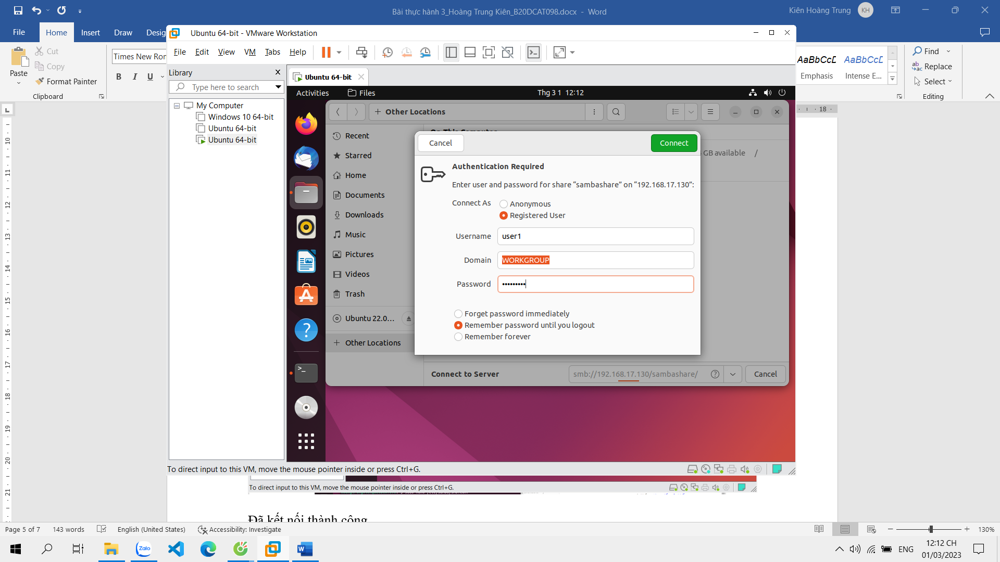 Bài thực hành 3_Hoàng Trung Kiên_B20DCAT098.docx - Word
Kiên Hoàng Trung KH
File Home Insert Draw Desig
Cut
Copy
Format Painter
Paste
Clipboard
Times New Ron
B I U
AaBbCcD AaBbCcD
Emphasis Intense E...
Find
Replace
Select
Editing
Ubuntu 64-bit - VMware Workstation
File Edit View VM Tabs Help
Library
Type here to search
My Computer
Windows 10 64-bit
Ubuntu 64-bit
Ubuntu 64-bit
Ubuntu 64-bit
Activities Files Thg 3 1 12:12
Other Locations
Recent
Starred
Home
Documents
Downloads
Music
Pictures
Videos
Trash
Ubuntu 22.0...
Other Locations
GB available /
Cancel Connect
Authentication Required
Enter user and password for share “sambashare” on “192.168.17.130”:
Connect As
Anonymous
Registered User
Username user1
Domain WORKGROUP
Password •••••••••
Forget password immediately
Remember password until you logout
Remember forever
Connect to Server smb://192.168.17.130/sambashare/ Cancel
To direct input to this VM, move the mouse pointer inside or press Ctrl+G.
To direct input to this VM, move the mouse pointer inside or press Ctrl+G.
Đã kết nối thành công
10
11
12
13
14
15
16
17
18
19
20
21
18
Page 5 of 7 143 words English (United States) Accessibility: Investigate 130%
Zalo
ENG
12:12 CH
01/03/2023